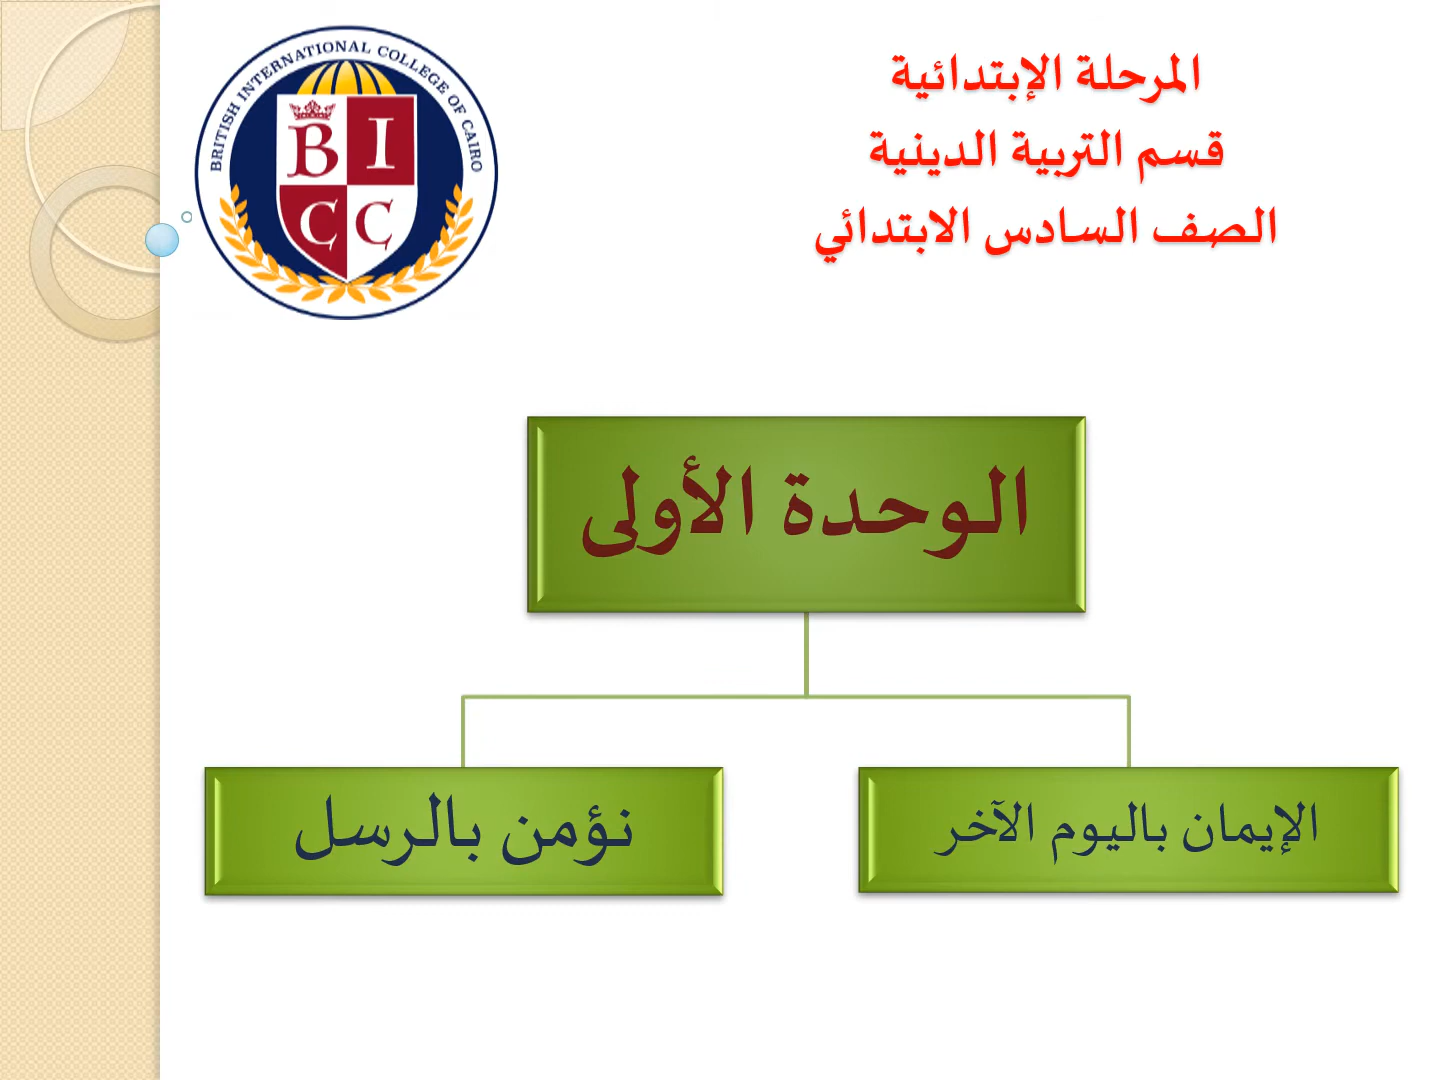 BRITISH INTERNATIONAL COLLEGE OF CAIRO
B I
C C
المرحلة الإبتدائية
قسم التربية الدينية
الصف السادس الابتدائي
الوحدة الأولى
الإيمان باليوم الآخر
نؤمن بالرسل